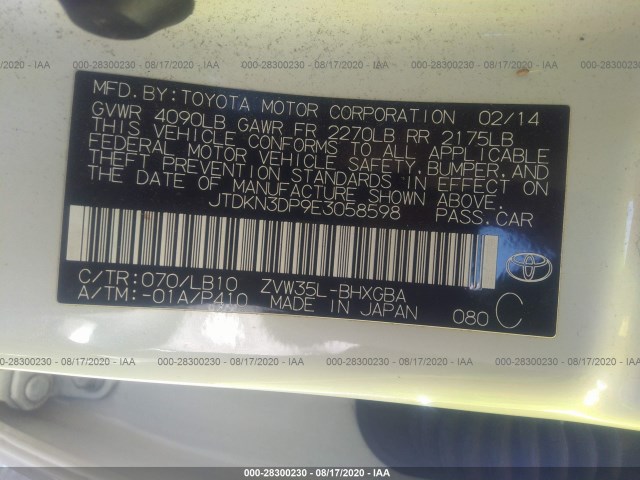 000-28300230 - 08/17/2020 - IAA
MFD. BY: TOYOTA MOTOR CORPORATION 02/14
GVWR 4090LB GAWR FR 2270LB RR 2175LB
THIS VEHICLE CONFORMS TO ALL APPLICABLE
FEDERAL MOTOR VEHICLE SAFETY, BUMPER, AND
THEFT PREVENTION STANDARDS IN EFFECT ON
THE DATE OF MANUFACTURE SHOWN ABOVE.
JTDKN3DP9E3058598 PASS.CAR
C/TR: 070/LB10 ZVW35L-BHXGBA
A/TM: -01A/P410 MADE IN JAPAN 080 C
TOYOTA
000-28300230 - 08/17/2020 - IAA